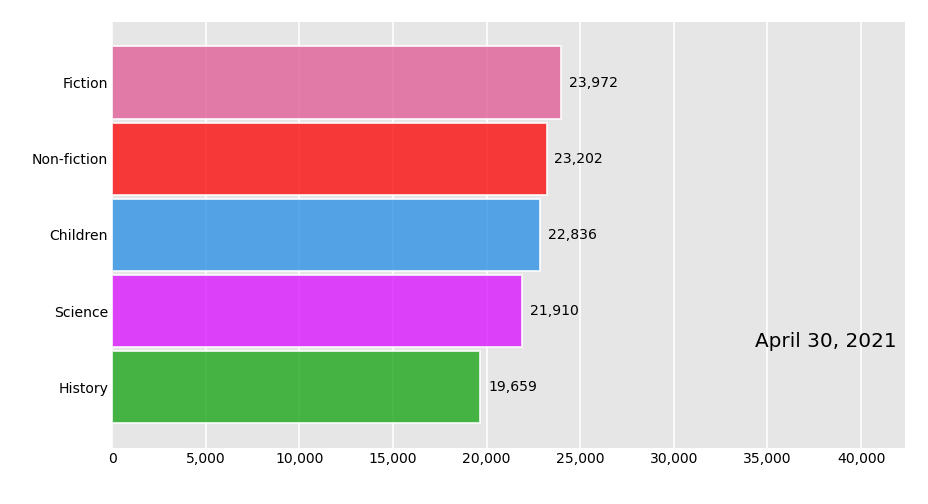 Fiction 23,972
Non-fiction 23,202
Children 22,836
Science 21,910
April 30, 2021
History 19,659
0 5,000 10,000 15,000 20,000 25,000 30,000 35,000 40,000